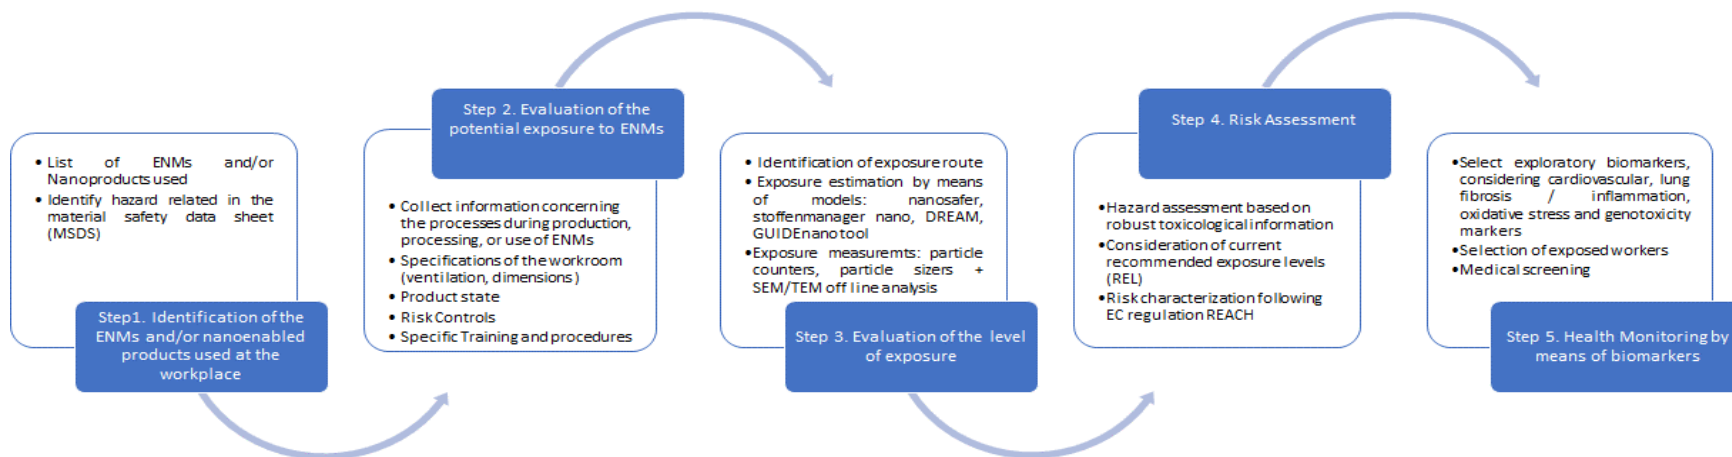 • List of ENMs and/or
Nanoproducts used
• Identify hazard related in the
material safety data sheet
(MSDS)
Step1. Identification of the
ENMs and/or nanoenabled
products used at the
workplace
Step 2. Evaluation of the
potential exposure to ENMs
• Collect information concerning
the processes during production,
processing, or use of ENMs
• Specifications of the workroom
(ventilation, dimensions)
• Product state
• Risk Controls
• Specific Training and procedures
• Identification of exposure route
• Exposure estimation by means
of models: nanosafer,
stoffenmanager nano, DREAM,
GUIDEnano tool
• Exposure measuremts: particle
counters, particle sizers +
SEM/TEM off line analysis
Step 3. Evaluation of the level
of exposure
Step 4. Risk Assessment
• Hazard assessment based on
robust toxicological information
• Consideration of current
recommended exposure levels
(REL)
• Risk characterization following
EC regulation REACH
• Select exploratory biomarkers,
considering cardiovascular, lung
fibrosis / inflammation,
oxidative stress and genotoxicity
markers
• Selection of exposed workers
• Medical screening
Step 5. Health Monitoring by
means of biomarkers